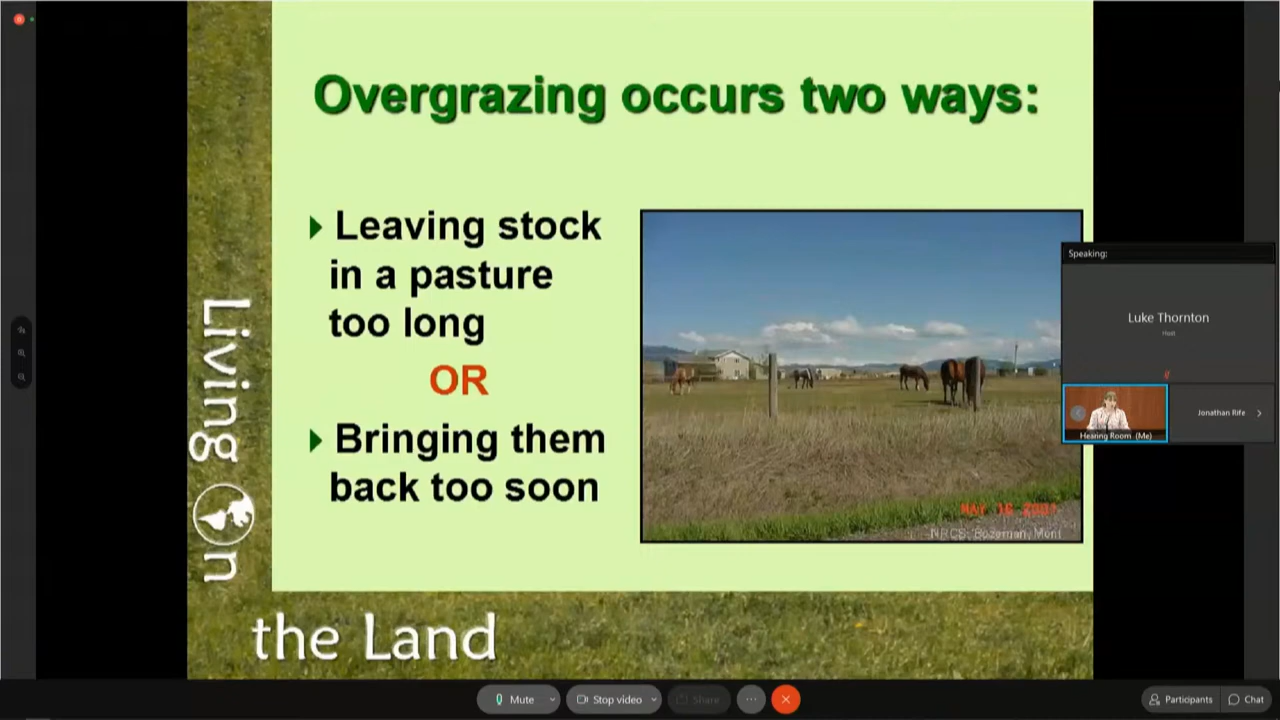 Overgrazing occurs two ways:
Leaving stock
in a pasture
too long
OR
Bringing them
back too soon
NRCS, Bozeman, Mont
Living On
the Land
Speaking:
Luke Thornton
Host
Hearing Room (Me)
Jonathan Rife
Mute
Stop video
Share
Participants
Chat